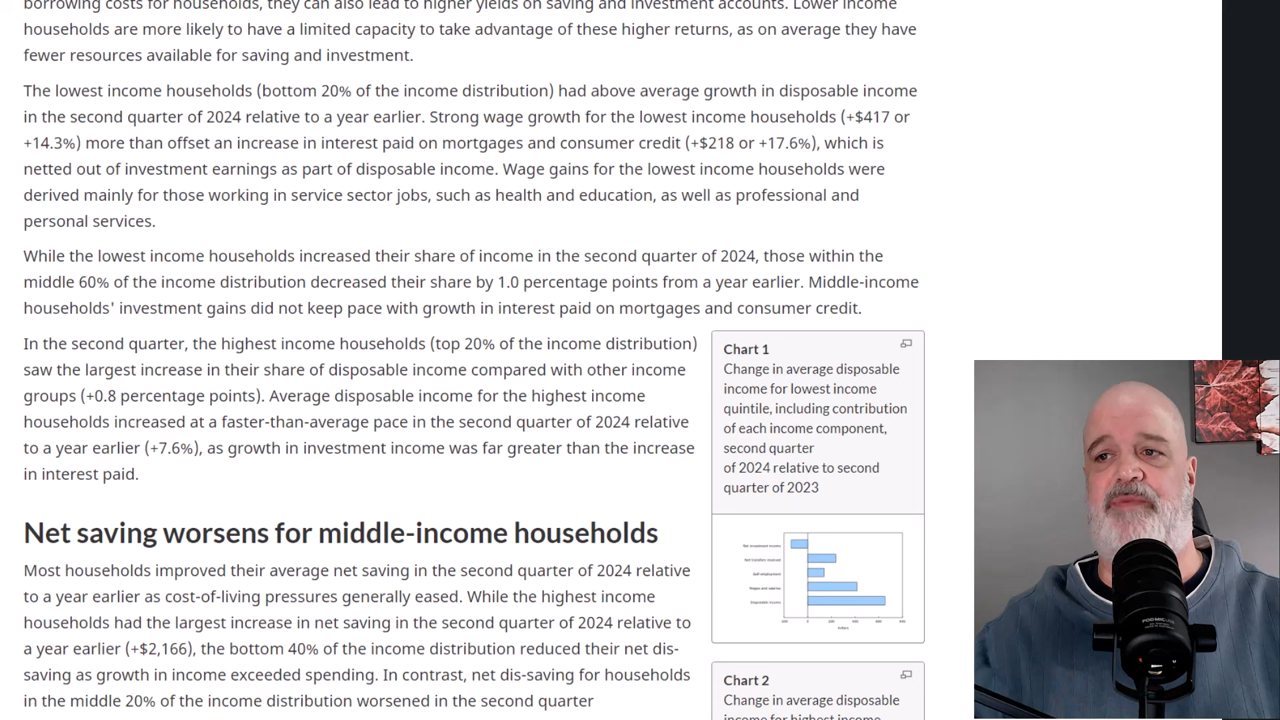 borrowing costs for households, they can also lead to higher yields on saving and investment accounts. Lower income
households are more likely to have a limited capacity to take advantage of these higher returns, as on average they have
fewer resources available for saving and investment.
The lowest income households (bottom 20% of the income distribution) had above average growth in disposable income
in the second quarter of 2024 relative to a year earlier. Strong wage growth for the lowest income households (+$417 or
+14.3%) more than offset an increase in interest paid on mortgages and consumer credit (+$218 or +17.6%), which is
netted out of investment earnings as part of disposable income. Wage gains for the lowest income households were
derived mainly for those working in service sector jobs, such as health and education, as well as professional and
personal services.
While the lowest income households increased their share of income in the second quarter of 2024, those within the
middle 60% of the income distribution decreased their share by 1.0 percentage points from a year earlier. Middle-income
households' investment gains did not keep pace with growth in interest paid on mortgages and consumer credit.
In the second quarter, the highest income households (top 20% of the income distribution)
saw the largest increase in their share of disposable income compared with other income
groups (+0.8 percentage points). Average disposable income for the highest income
households increased at a faster-than-average pace in the second quarter of 2024 relative
to a year earlier (+7.6%), as growth in investment income was far greater than the increase
in interest paid.
Net saving worsens for middle-income households
Most households improved their average net saving in the second quarter of 2024 relative
to a year earlier as cost-of-living pressures generally eased. While the highest income
households had the largest increase in net saving in the second quarter of 2024 relative to
a year earlier (+$2,166), the bottom 40% of the income distribution reduced their net dis-
saving as growth in income exceeded spending. In contrast, net dis-saving for households
in the middle 20% of the income distribution worsened in the second quarter
Chart 1
Change in average disposable
income for lowest income
quintile, including contribution
of each income component,
second quarter
of 2024 relative to second
quarter of 2023
Net investment income
Net transfers received
Self-employment
Wages and salaries
Disposable income
Dollars
Chart 2
Change in average disposable
income for highest income
PODMIC